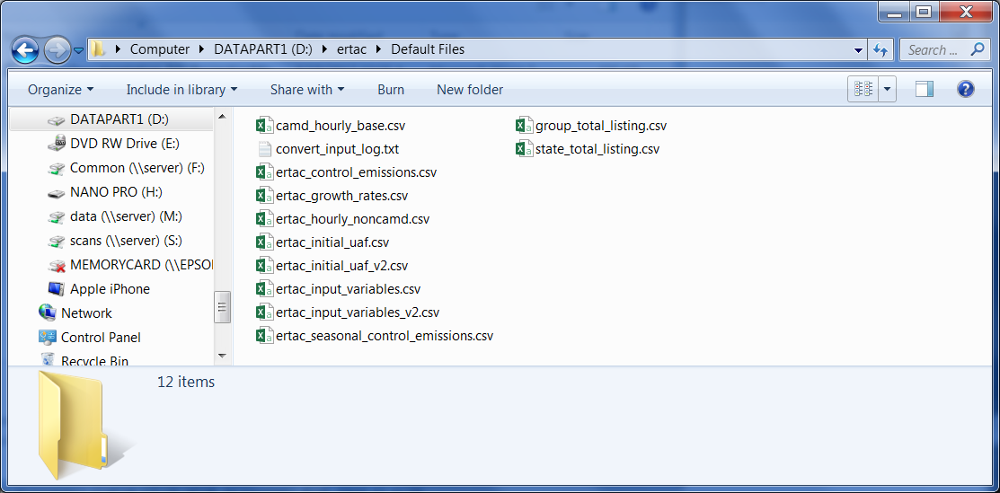 Computer ▸ DATAPART1 (D:) ▸ ertac ▸ Default Files
Search ...
Organize Include in library Share with Burn New folder
DATAPART1 (D:)
DVD RW Drive (E:)
Common (\\server) (F:)
NANO PRO (H:)
data (\\server) (M:)
scans (\\server) (S:)
MEMORYCARD (\\EPSO
Apple iPhone
Network
Control Panel
Recycle Bin
camd_hourly_base.csv
convert_input_log.txt
ertac_control_emissions.csv
ertac_growth_rates.csv
ertac_hourly_noncamd.csv
ertac_initial_uaf.csv
ertac_initial_uaf_v2.csv
ertac_input_variables.csv
ertac_input_variables_v2.csv
ertac_seasonal_control_emissions.csv
group_total_listing.csv
state_total_listing.csv
12 items